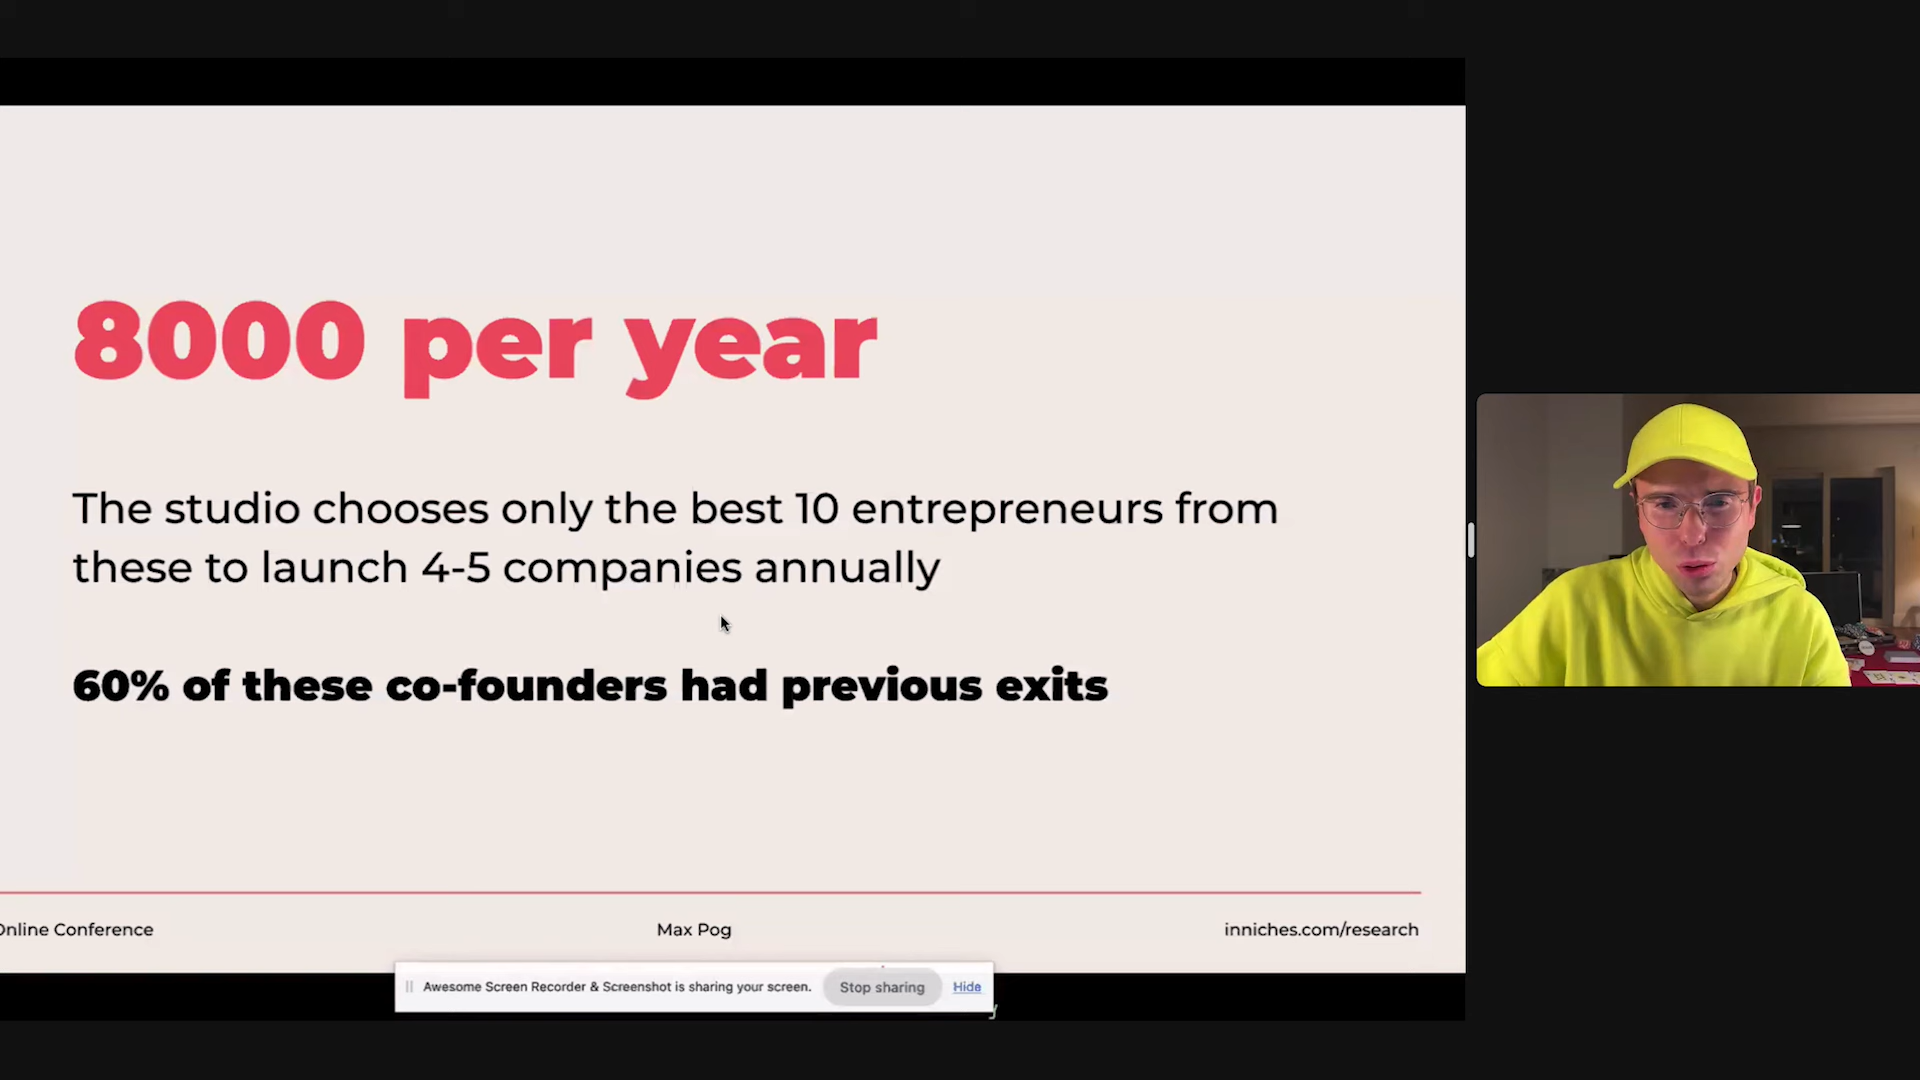 8000 per year
The studio chooses only the best 10 entrepreneurs from
these to launch 4-5 companies annually
60% of these co-founders had previous exits
Online Conference
Max Pog
inniches.com/research
Awesome Screen Recorder & Screenshot is sharing your screen.
Stop sharing
Hide